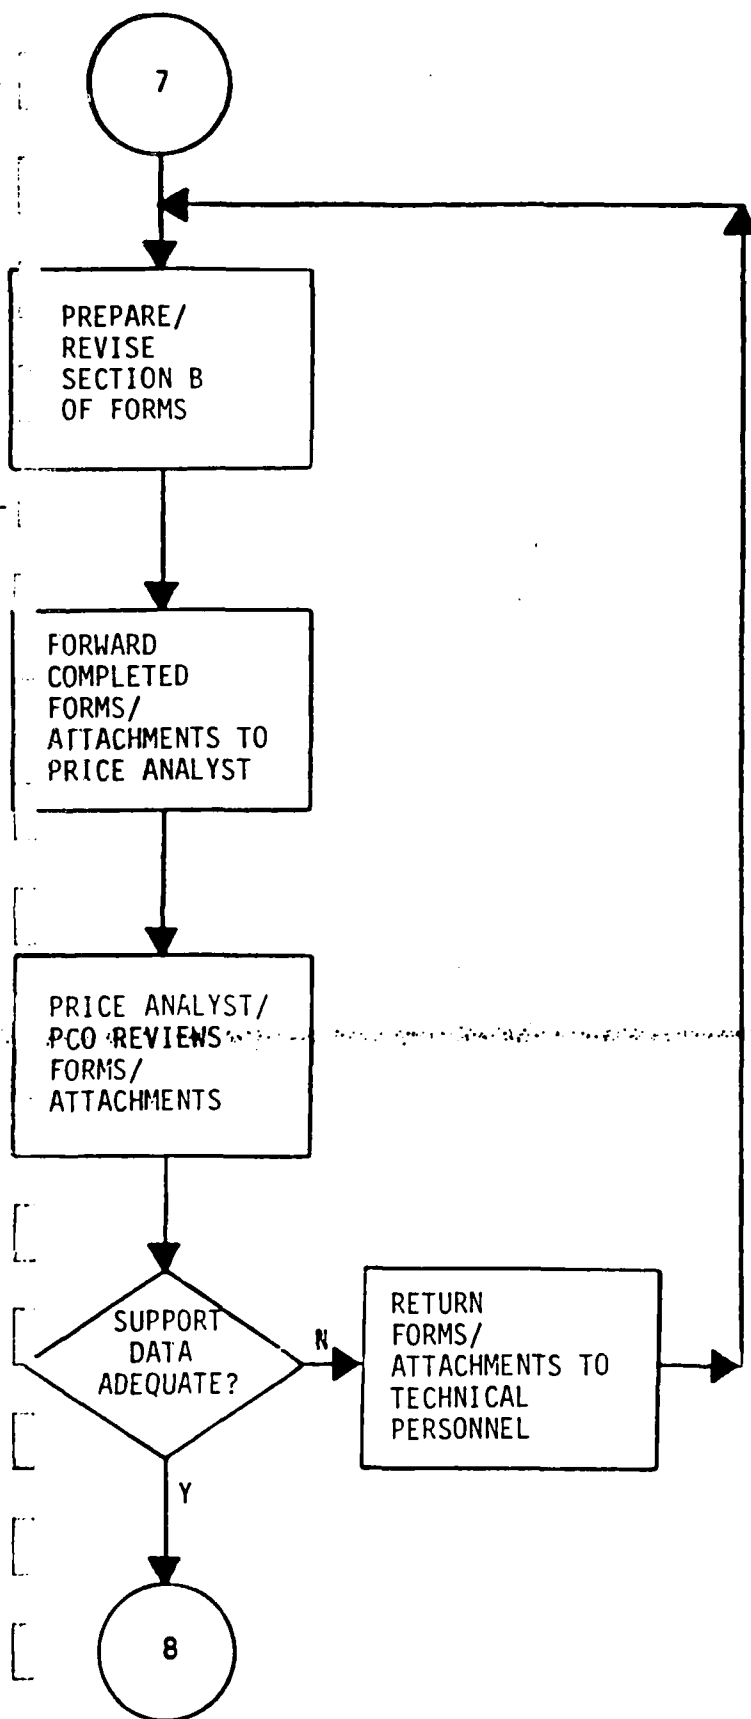 7
PREPARE/
REVISE
SECTION B
OF FORMS
FORWARD
COMPLETED
FORMS/
ATTACHMENTS TO
PRICE ANALYST
PRICE ANALYST/
PCO REVIEWS
FORMS/
ATTACHMENTS
SUPPORT
DATA
ADEQUATE?
N
RETURN
FORMS/
ATTACHMENTS TO
TECHNICAL
PERSONNEL
Y
8